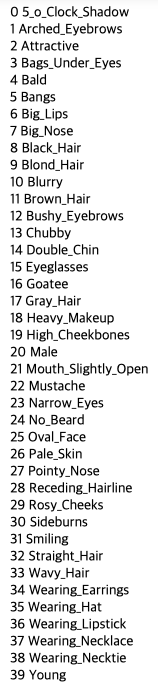 0 5_o_Clock_Shadow
1 Arched_Eyebrows
2 Attractive
3 Bags_Under_Eyes
4 Bald
5 Bangs
6 Big_Lips
7 Big_Nose
8 Black_Hair
9 Blond_Hair
10 Blurry
11 Brown_Hair
12 Bushy_Eyebrows
13 Chubby
14 Double_Chin
15 Eyeglasses
16 Goatee
17 Gray_Hair
18 Heavy_Makeup
19 High_Cheekbones
20 Male
21 Mouth_Slightly_Open
22 Mustache
23 Narrow_Eyes
24 No_Beard
25 Oval_Face
26 Pale_Skin
27 Pointy_Nose
28 Receding_Hairline
29 Rosy_Cheeks
30 Sideburns
31 Smiling
32 Straight_Hair
33 Wavy_Hair
34 Wearing_Earrings
35 Wearing_Hat
36 Wearing_Lipstick
37 Wearing_Necklace
38 Wearing_Necktie
39 Young